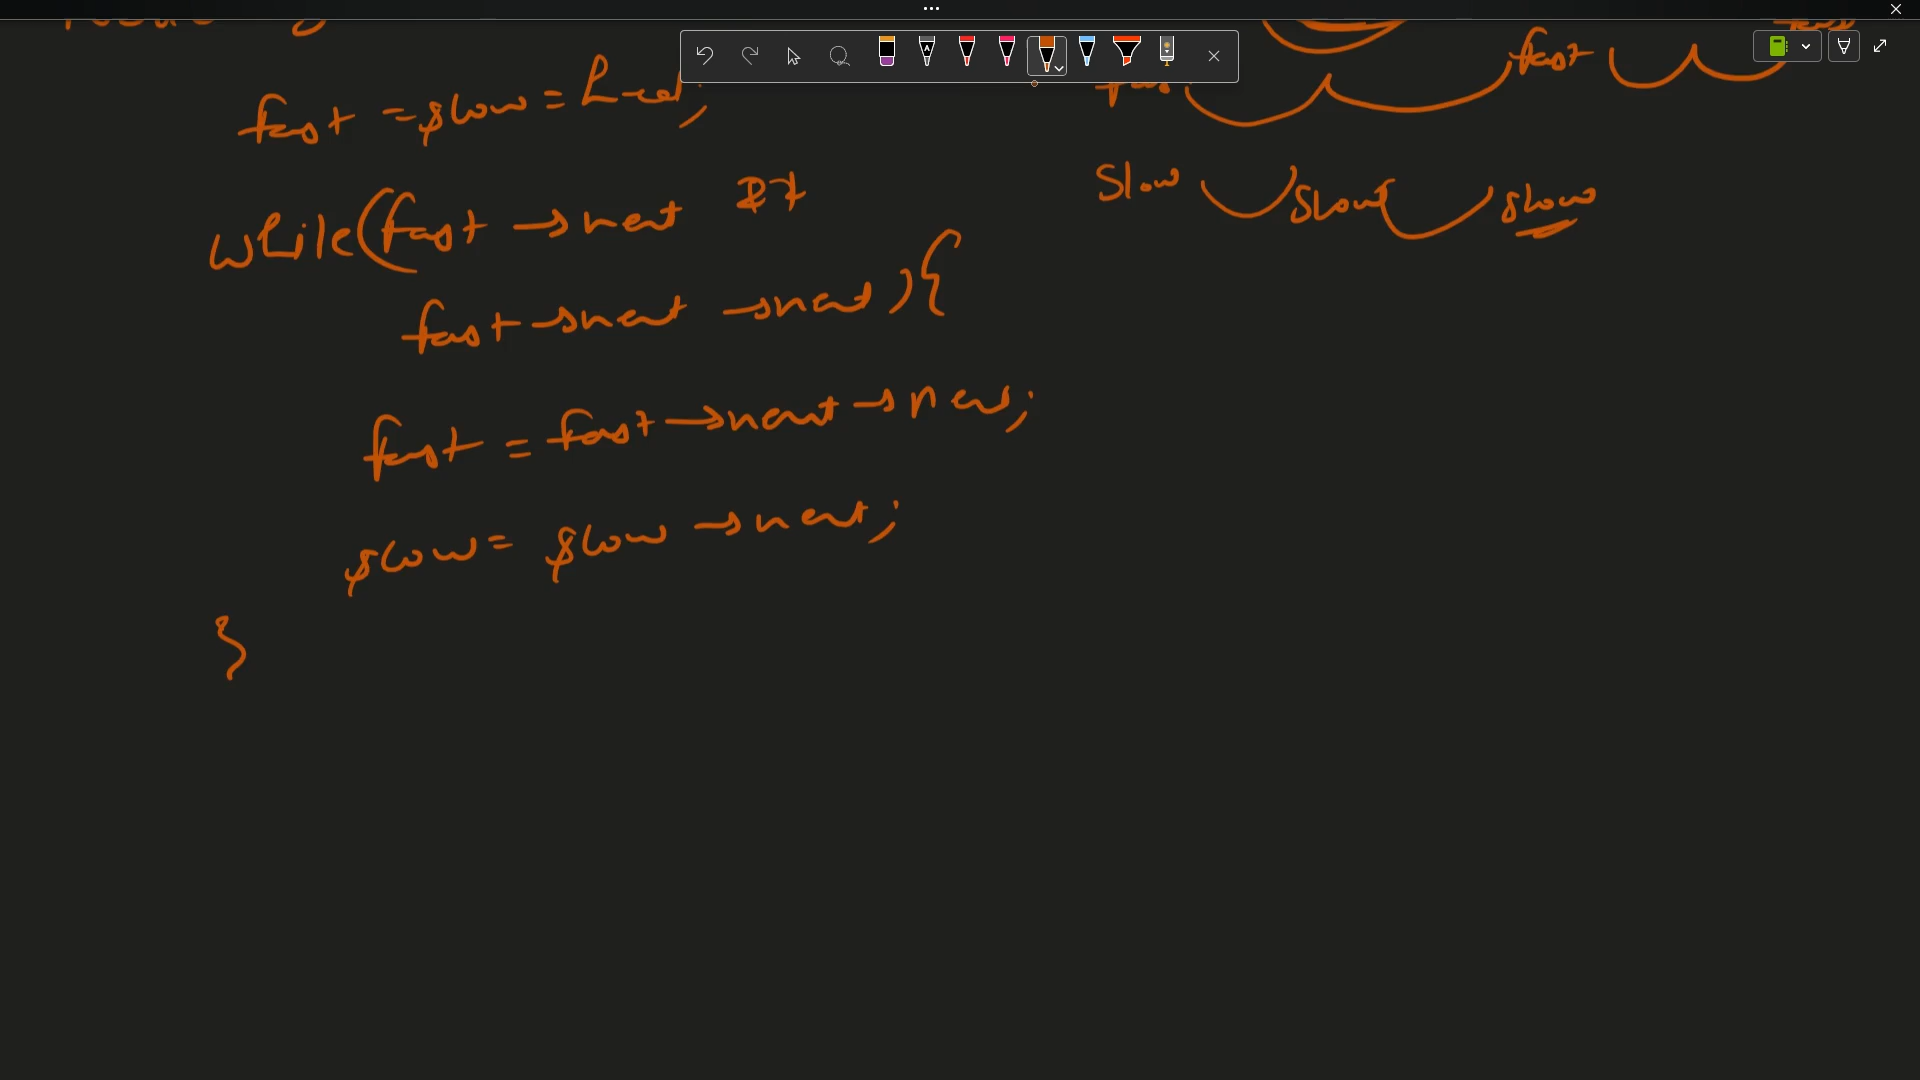 fast = slow = head;
while(fast → next &&
fast → next → next){
fast = fast → next → next;
slow = slow → next;
}
fast
slow slow slow